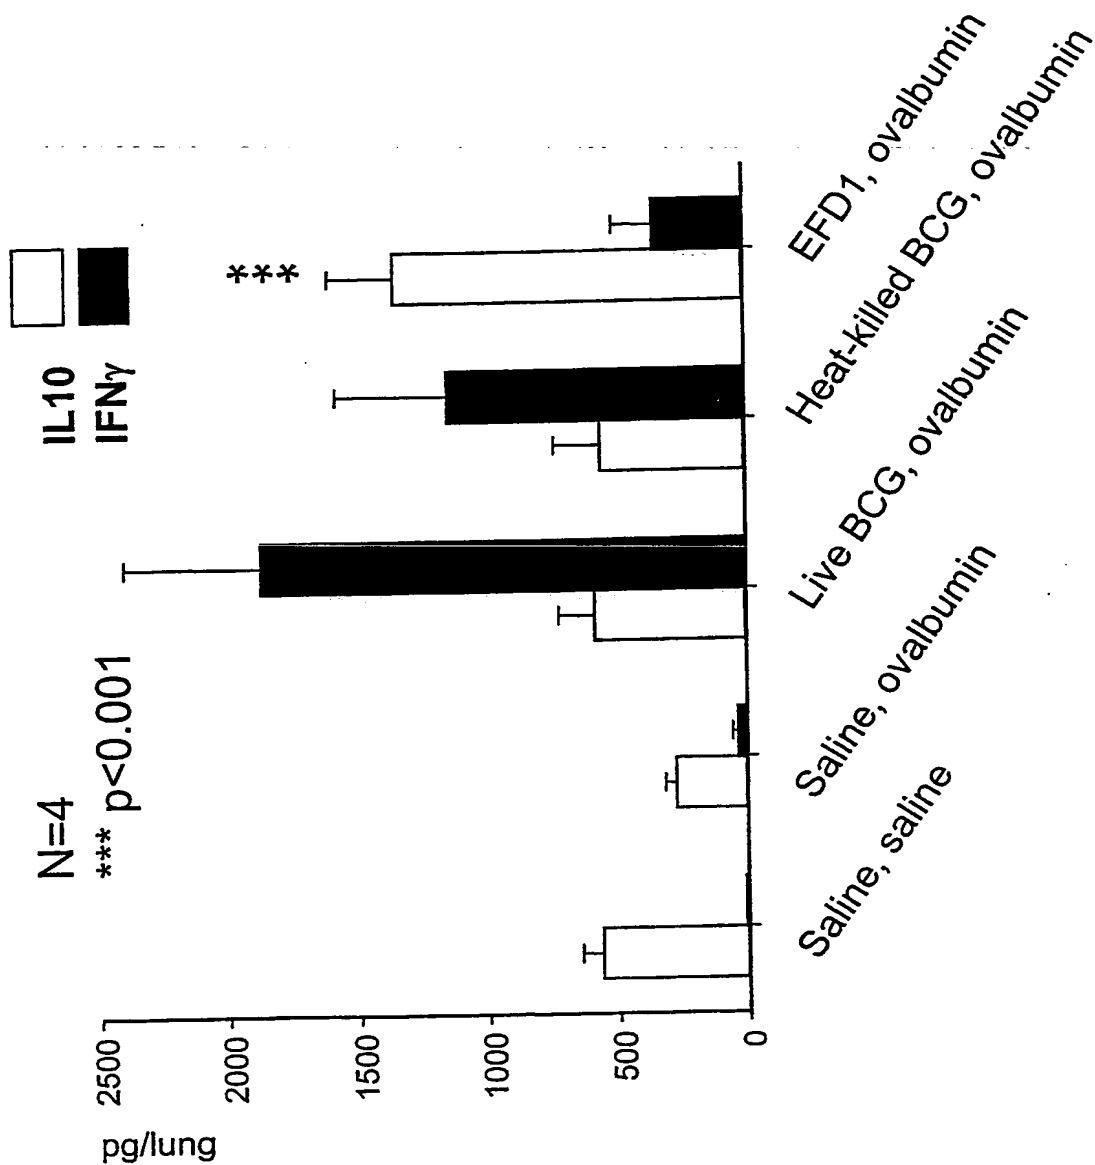 N=4
*** p<0.001
IL10
IFNγ
***
pg/lung
2500
2000
1500
1000
500
0
Saline, saline
Saline, ovalbumin
Live BCG, ovalbumin
Heat-killed BCG, ovalbumin
EFD1, ovalbumin